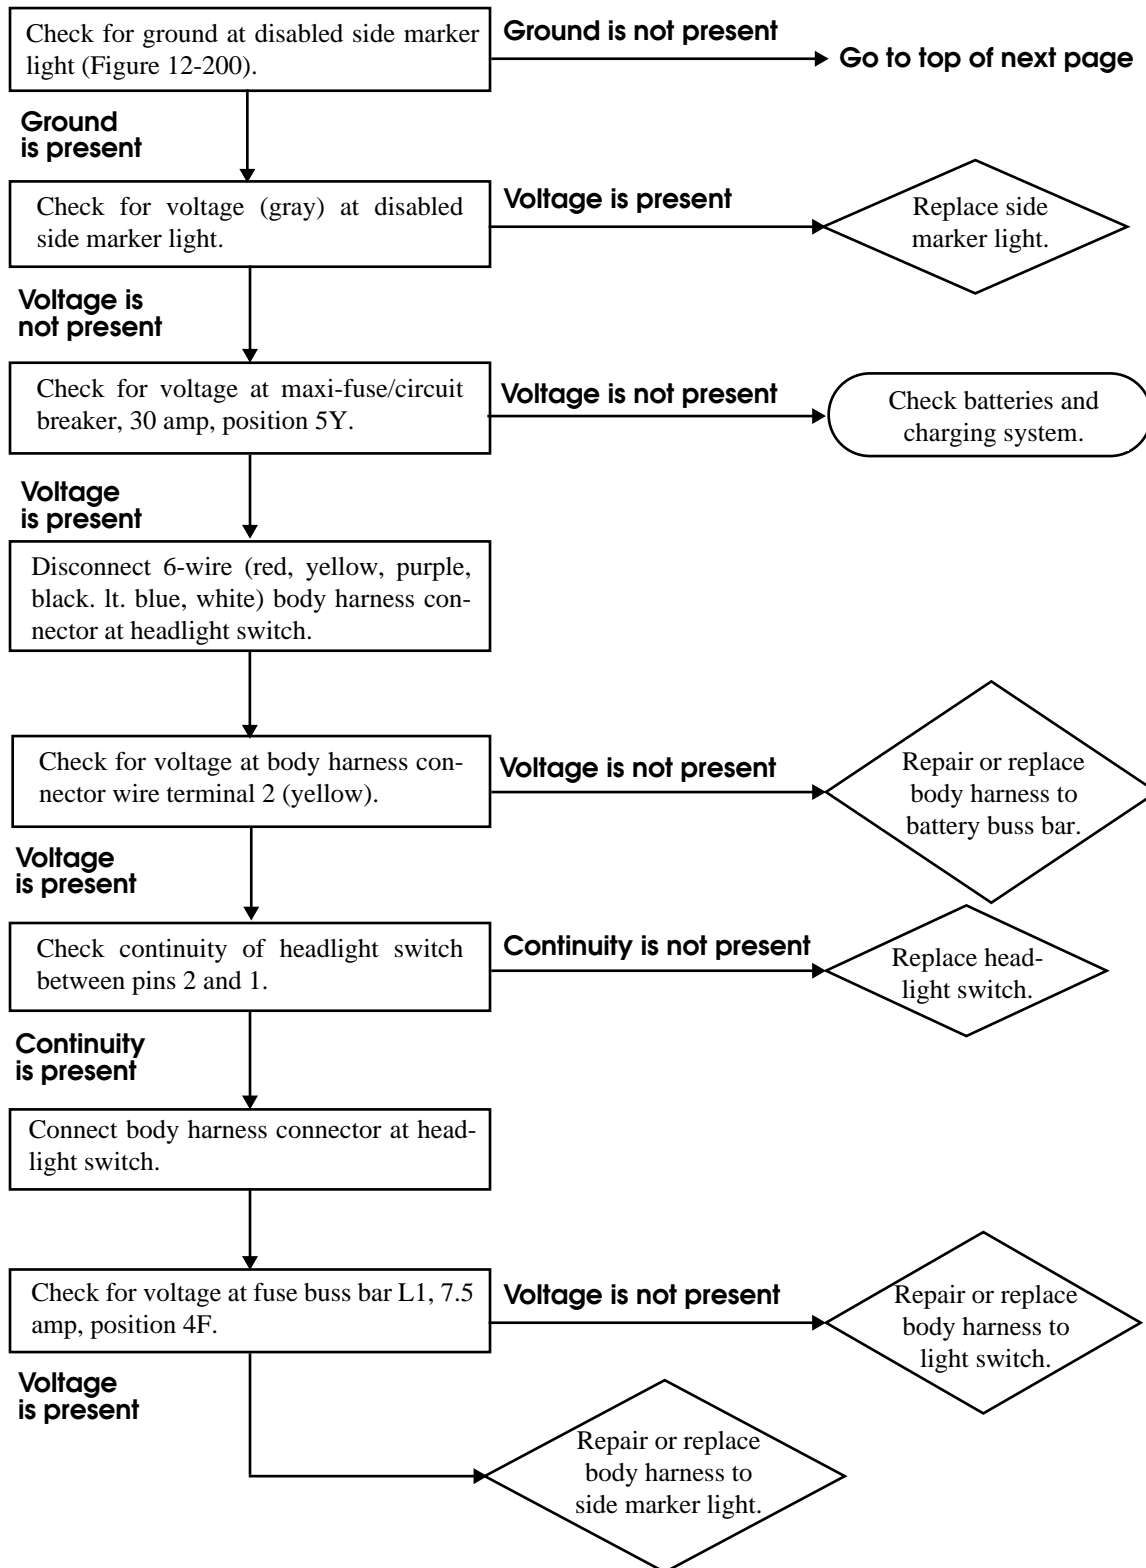 Check for ground at disabled side marker
light (Figure 12-200).
Ground is not present
Go to top of next page
Ground
is present
Check for voltage (gray) at disabled
side marker light.
Voltage is present
Replace side
marker light.
Voltage is
not present
Check for voltage at maxi-fuse/circuit
breaker, 30 amp, position 5Y.
Voltage is not present
Check batteries and
charging system.
Voltage
is present
Disconnect 6-wire (red, yellow, purple,
black. lt. blue, white) body harness con-
nector at headlight switch.
Check for voltage at body harness con-
nector wire terminal 2 (yellow).
Voltage is not present
Repair or replace
body harness to
battery buss bar.
Voltage
is present
Check continuity of headlight switch
between pins 2 and 1.
Continuity is not present
Replace head-
light switch.
Continuity
is present
Connect body harness connector at head-
light switch.
Check for voltage at fuse buss bar L1, 7.5
amp, position 4F.
Voltage is not present
Repair or replace
body harness to
light switch.
Voltage
is present
Repair or replace
body harness to
side marker light.